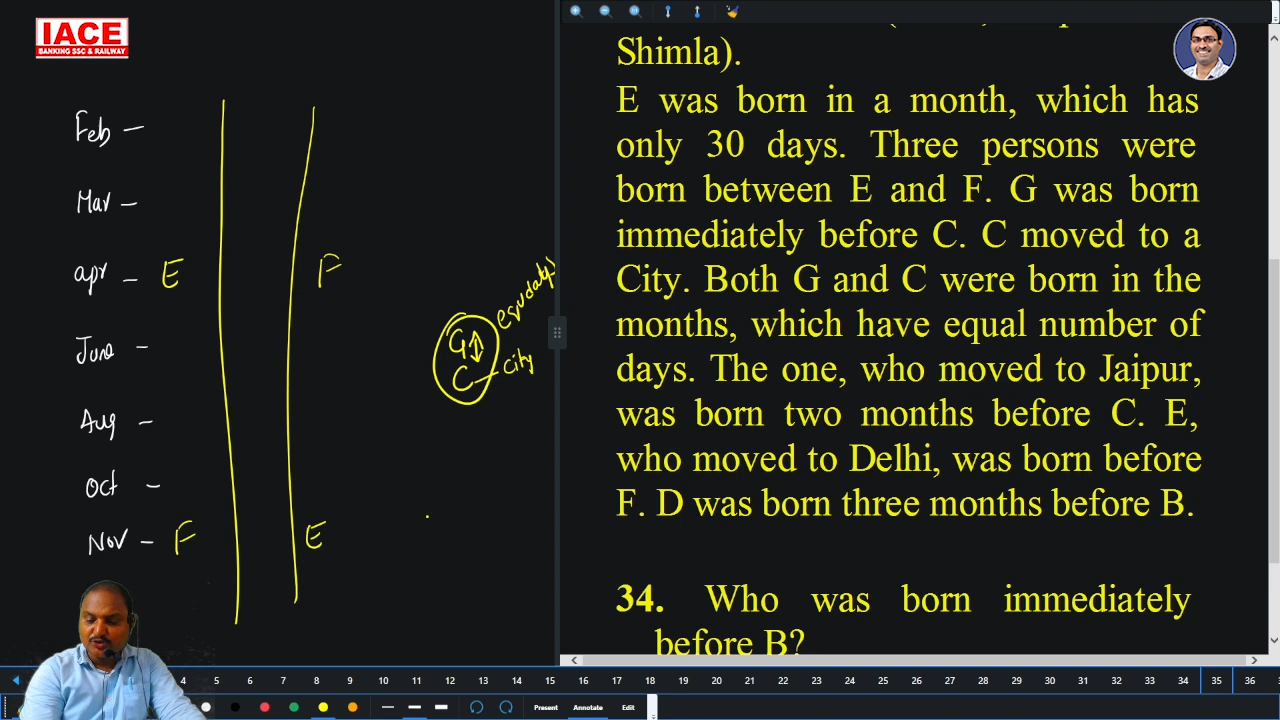 IACE
BANKING SSC & RAILWAY
Feb -
Mar -
apr - E F
June -
Aug -
Oct -
Nov - F E
G
C - city
Shimla).
E was born in a month, which has
only 30 days. Three persons were
born between E and F. G was born
immediately before C. C moved to a
City. Both G and C were born in the
months, which have equal number of
days. The one, who moved to Jaipur,
was born two months before C. E,
who moved to Delhi, was born before
F. D was born three months before B.
34. Who was born immediately
before B?
4 5 6 7 8 9 10 11 12 13 14 15 16 17 18 19 20 21 22 23 24 25 26 27 28 29 30 31 32 33 34 35 36
Present Annotate Edit